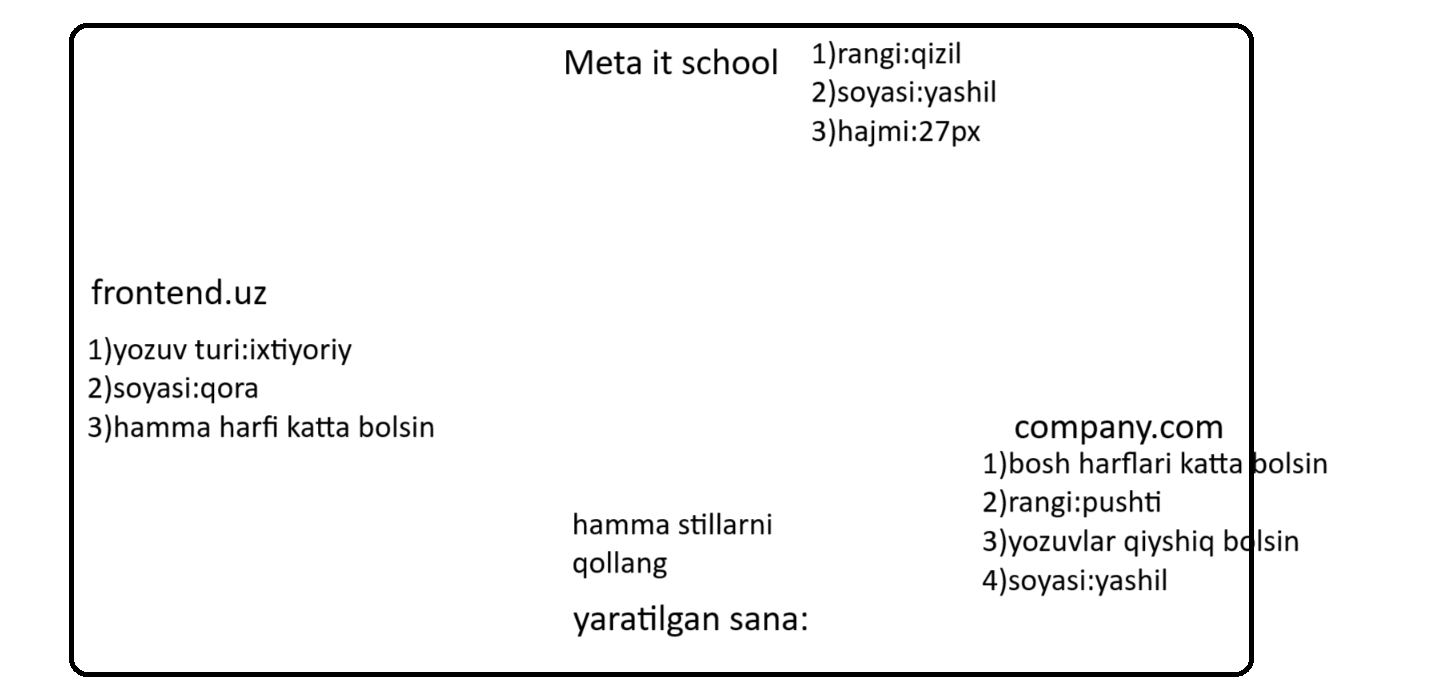 Meta it school
1)rangi:qizil
2)soyasi:yashil
3)hajmi:27px
frontend.uz
1)yozuv turi:ixtiyoriy
2)soyasi:qora
3)hamma harfi katta bolsin
company.com
1)bosh harflari katta bolsin
2)rangi:pushti
3)yozuvlar qiyshiq bolsin
4)soyasi:yashil
hamma stillarni
qollang
yaratilgan sana: